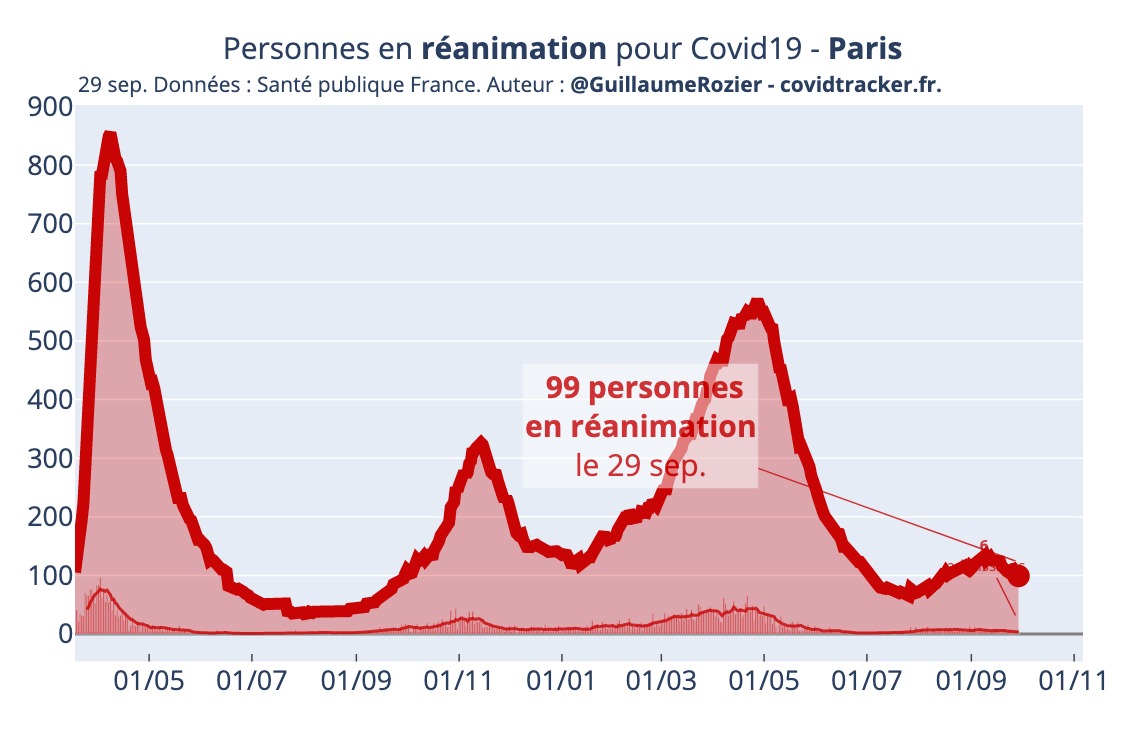 Personnes en réanimation pour Covid19 - Paris
29 sep. Données : Santé publique France. Auteur : @GuillaumeRozier - covidtracker.fr.
900
800
700
600
500
400
300
200
100
0
99 personnes
en réanimation
le 29 sep.
6
01/05 01/07 01/09 01/11 01/01 01/03 01/05 01/07 01/09 01/11